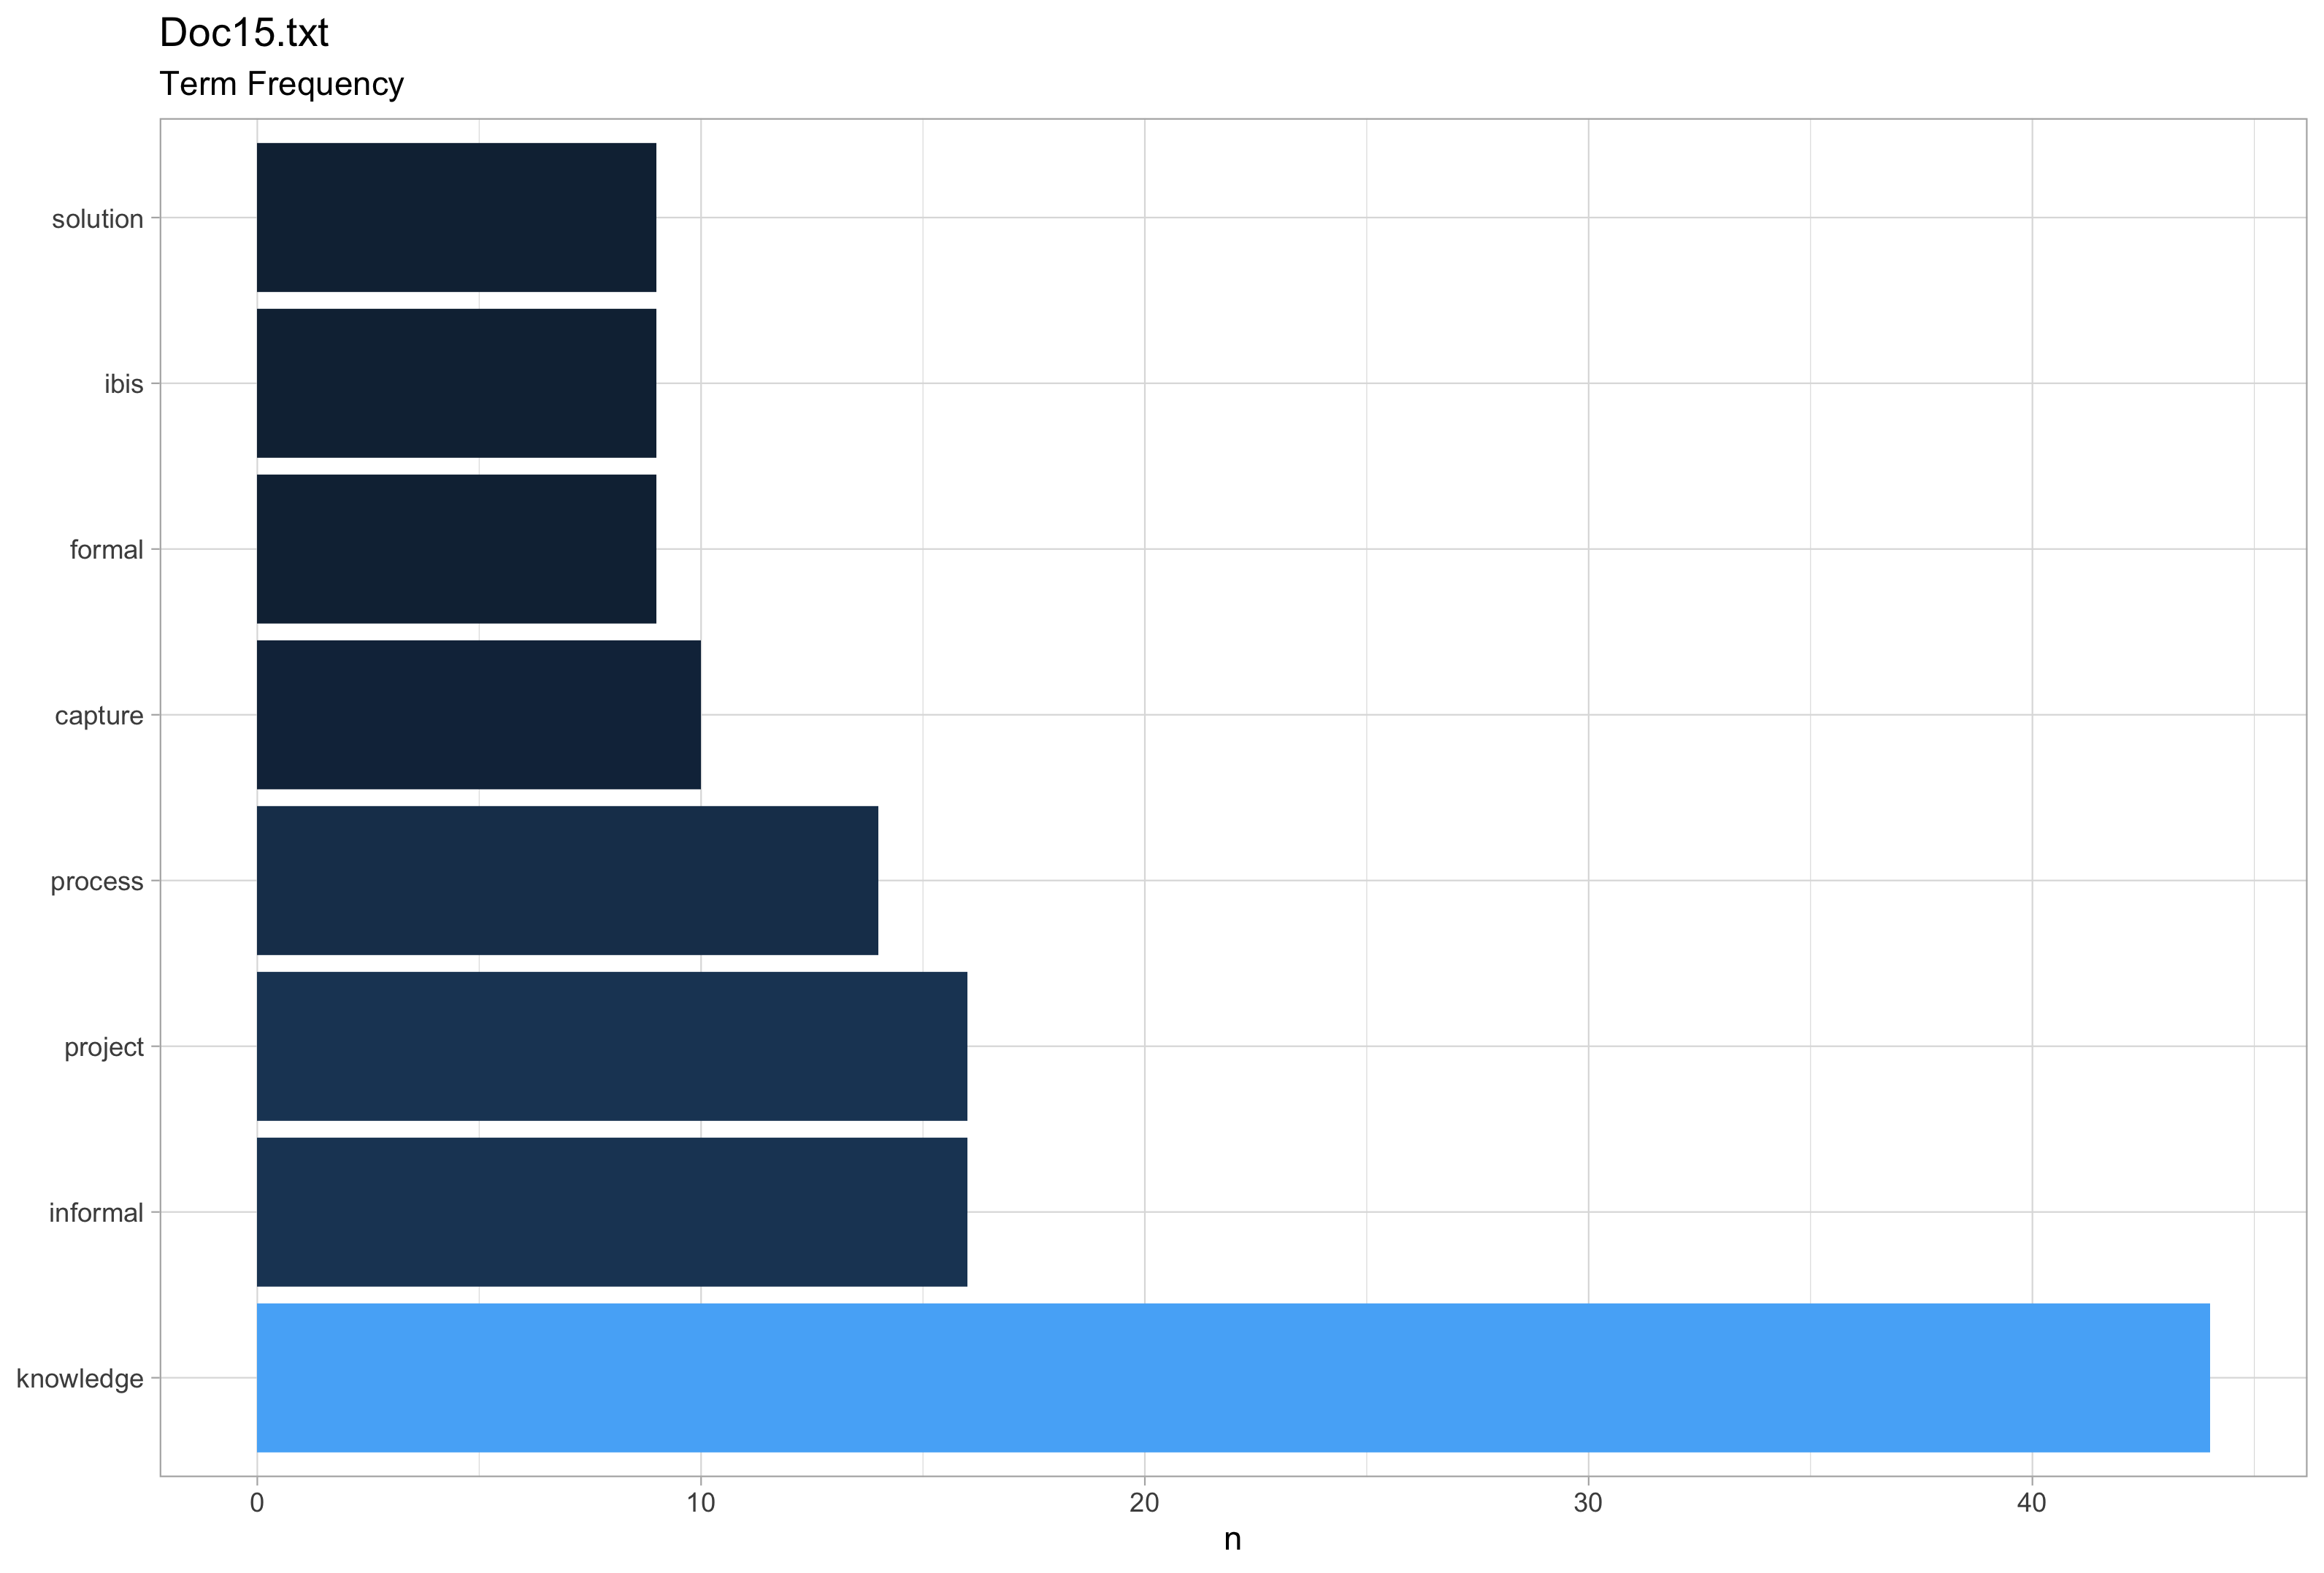 Doc15.txt
Term Frequency
solution
ibis
formal
capture
process
project
informal
knowledge
0 10 20 30 40
n